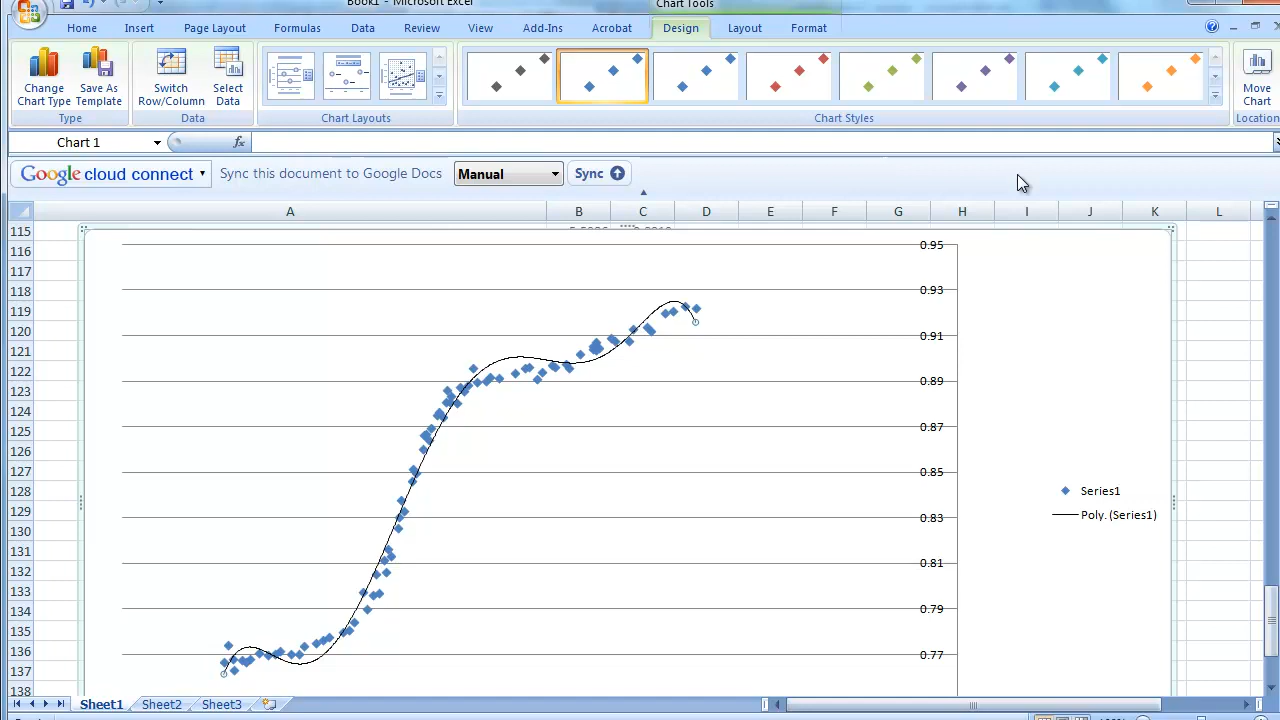 Book1 - Microsoft Excel
Chart Tools
Home Insert Page Layout Formulas Data Review View Add-Ins Acrobat Design Layout Format
Change Chart Type
Save As Template
Switch Row/Column
Select Data
Move Chart
Type
Data
Chart Layouts
Chart Styles
Location
Chart 1
fx
Google cloud connect
Sync this document to Google Docs
Manual
Sync
A B C D E F G H I J K L
115
116
117
118
119
120
121
122
123
124
125
126
127
128
129
130
131
132
133
134
135
136
137
138
0.95
0.93
0.91
0.89
0.87
0.85
0.83
0.81
0.79
0.77
Series1
Poly. (Series1)
Sheet1 Sheet2 Sheet3